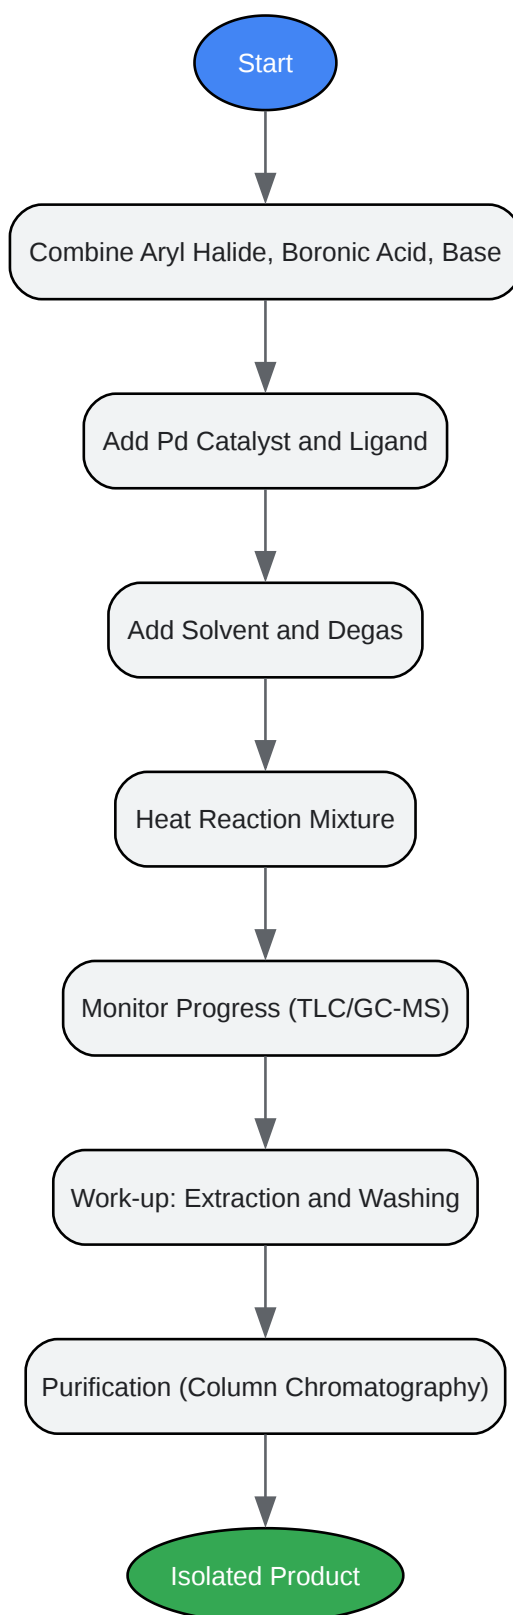 Start
Combine Aryl Halide, Boronic Acid, Base
Add Pd Catalyst and Ligand
Add Solvent and Degas
Heat Reaction Mixture
Monitor Progress (TLC/GC-MS)
Work-up: Extraction and Washing
Purification (Column Chromatography)
Isolated Product